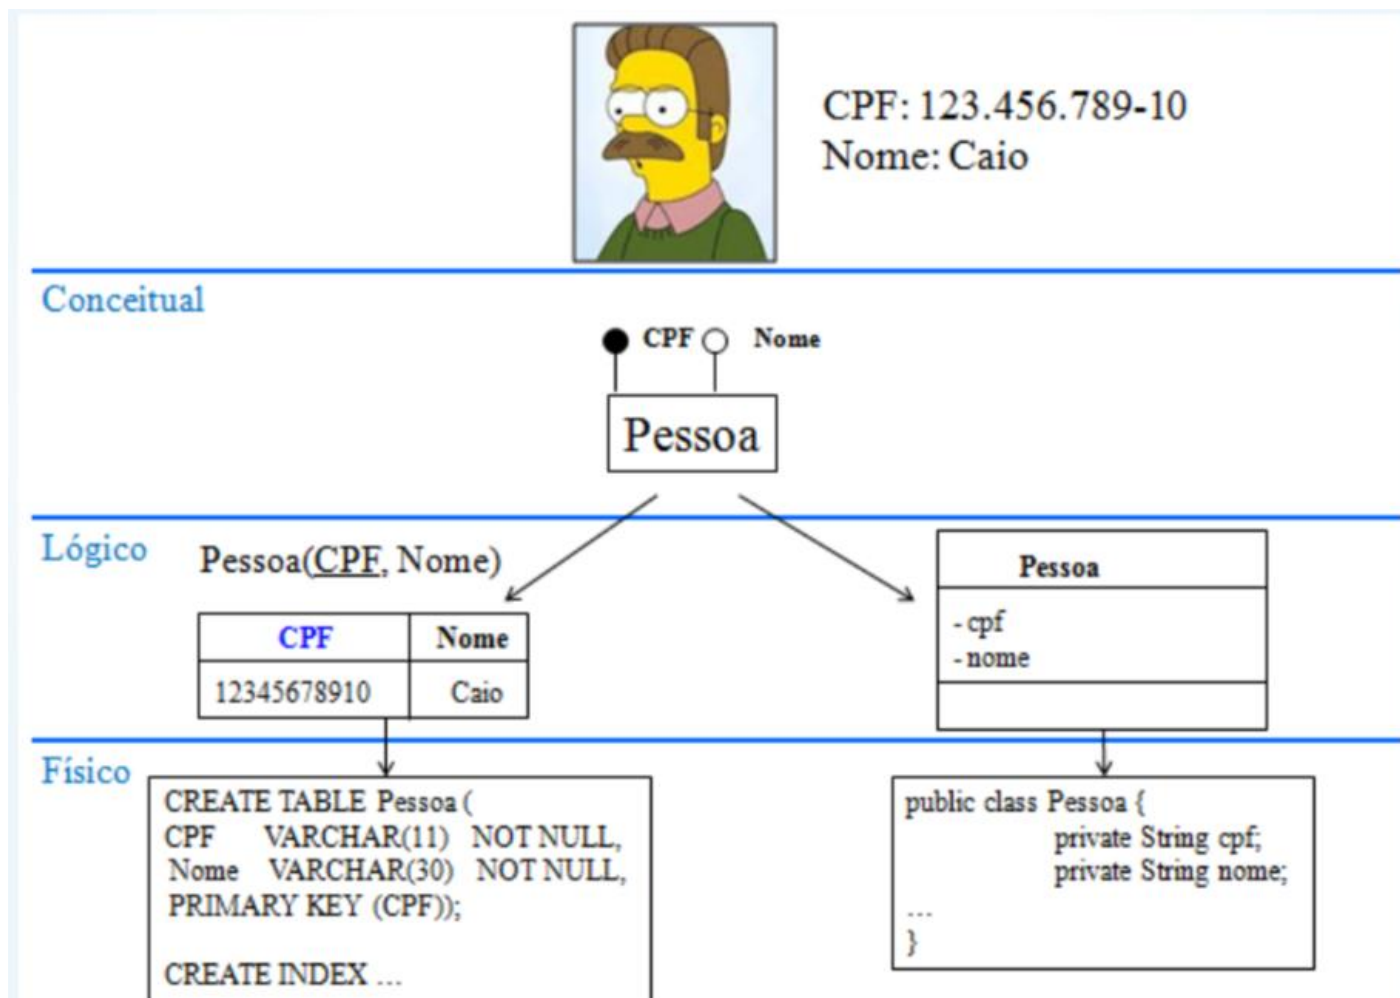 CPF: 123.456.789-10
Nome: Caio
Conceitual
CPF Nome
Pessoa
Lógico
Pessoa(CPF, Nome)
CPF Nome
12345678910 Caio
Pessoa
- cpf
- nome
Físico
CREATE TABLE Pessoa (
CPF VARCHAR(11) NOT NULL,
Nome VARCHAR(30) NOT NULL,
PRIMARY KEY (CPF));
CREATE INDEX ...
public class Pessoa {
private String cpf;
private String nome;
...
}